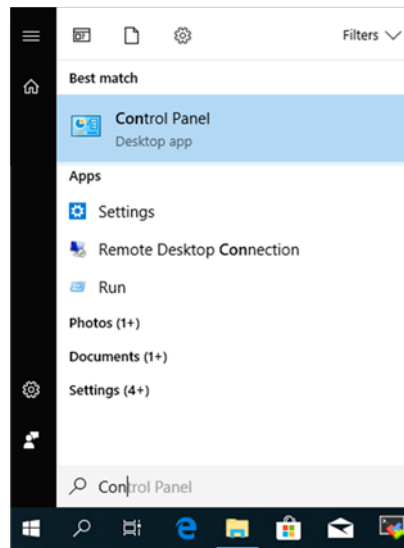 Filters
Best match
Control Panel
Desktop app
Apps
Settings
Remote Desktop Connection
Run
Photos (1+)
Documents (1+)
Settings (4+)
Control Panel